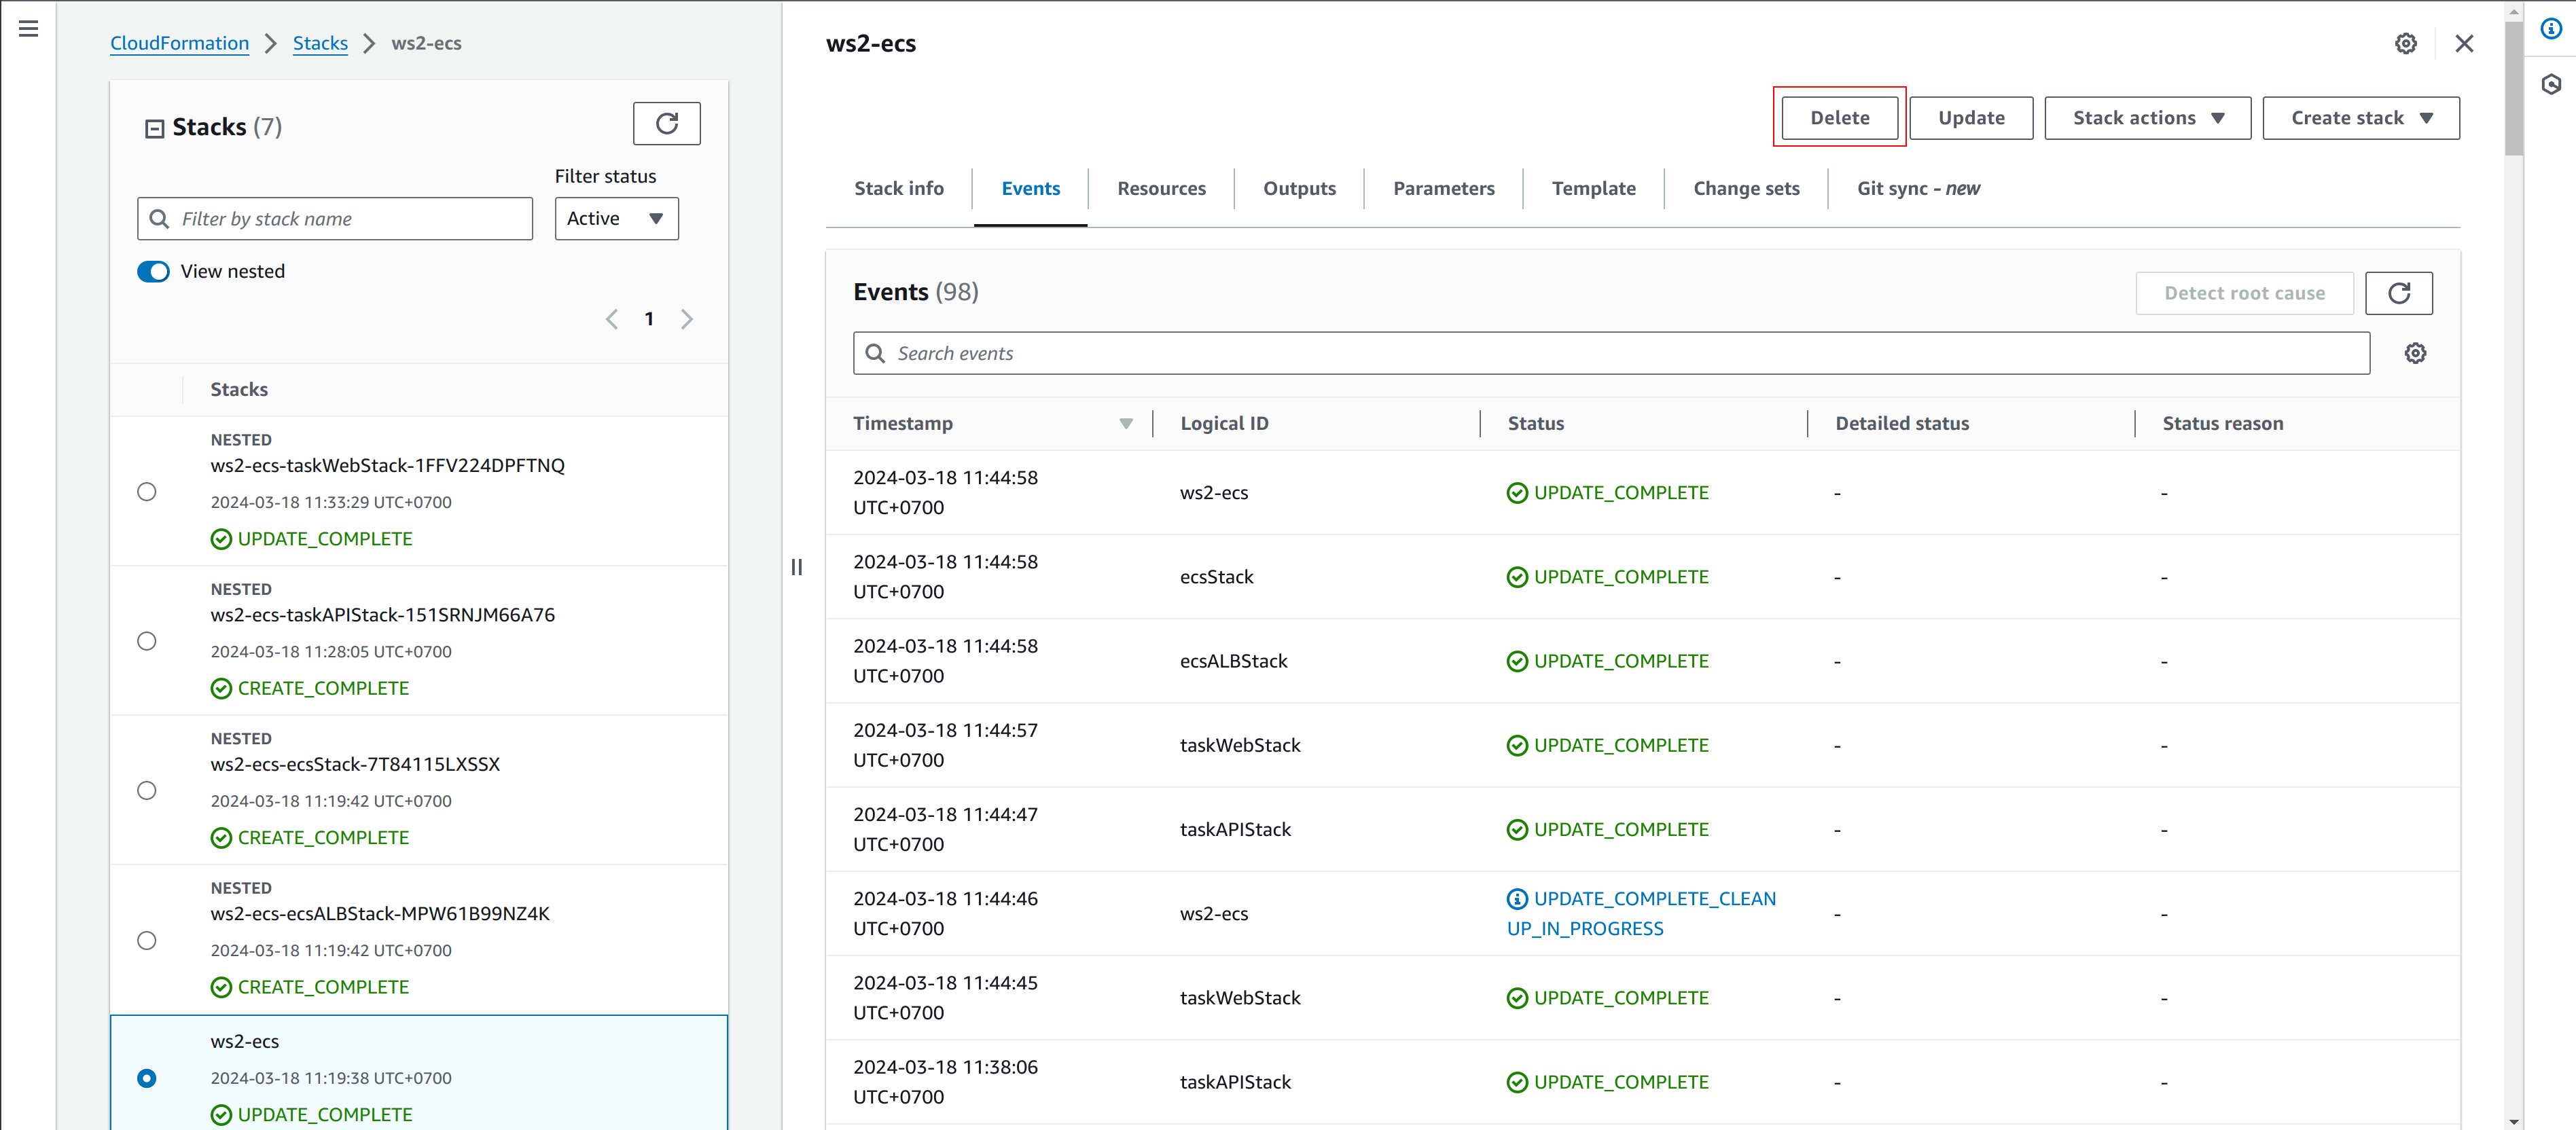 CloudFormation > Stacks > ws2-ecs
Stacks (7)
Filter status
Filter by stack name
Active
View nested
1
Stacks
NESTED
ws2-ecs-taskWebStack-1FFV224DPFTNQ
2024-03-18 11:33:29 UTC+0700
UPDATE_COMPLETE
NESTED
ws2-ecs-taskAPIStack-151SRNJM66A76
2024-03-18 11:28:05 UTC+0700
CREATE_COMPLETE
NESTED
ws2-ecs-ecsStack-7T84115LXSSX
2024-03-18 11:19:42 UTC+0700
CREATE_COMPLETE
NESTED
ws2-ecs-ecsALBStack-MPW61B99NZ4K
2024-03-18 11:19:42 UTC+0700
CREATE_COMPLETE
ws2-ecs
2024-03-18 11:19:38 UTC+0700
UPDATE_COMPLETE
ws2-ecs
Delete Update Stack actions Create stack
Stack info Events Resources Outputs Parameters Template Change sets Git sync - new
Events (98)
Detect root cause
Search events
Timestamp Logical ID Status Detailed status Status reason
2024-03-18 11:44:58
UTC+0700
ws2-ecs UPDATE_COMPLETE - -
2024-03-18 11:44:58
UTC+0700
ecsStack UPDATE_COMPLETE - -
2024-03-18 11:44:58
UTC+0700
ecsALBStack UPDATE_COMPLETE - -
2024-03-18 11:44:57
UTC+0700
taskWebStack UPDATE_COMPLETE - -
2024-03-18 11:44:47
UTC+0700
taskAPIStack UPDATE_COMPLETE - -
2024-03-18 11:44:46
UTC+0700
ws2-ecs
UPDATE_COMPLETE_CLEAN
UP_IN_PROGRESS
- -
2024-03-18 11:44:45
UTC+0700
taskWebStack UPDATE_COMPLETE - -
2024-03-18 11:38:06
UTC+0700
taskAPIStack UPDATE_COMPLETE - -